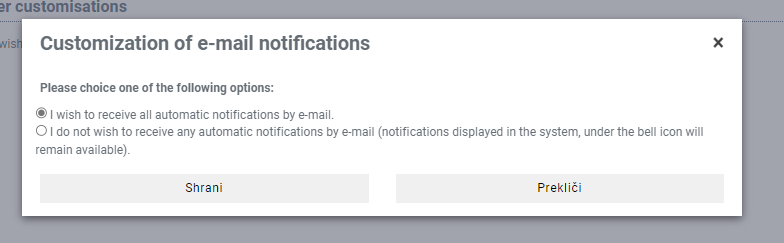 er customisations
wish
Customization of e-mail notifications
Please choice one of the following options:
I wish to receive all automatic notifications by e-mail.
I do not wish to receive any automatic notifications by e-mail (notifications displayed in the system, under the bell icon will
remain available).
Shrani
Prekliči